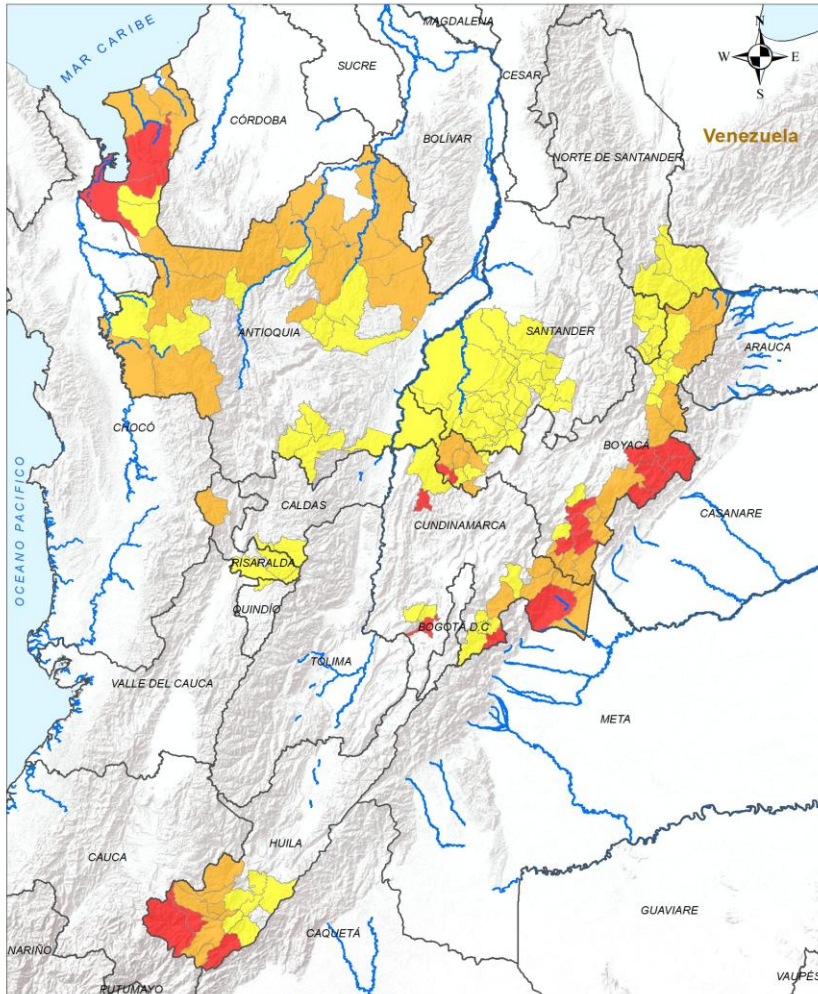 MAGDALENA
N
W E
S
MAR CARIBE
SUCRE
CESAR
CÓRDOBA
BOLÍVAR
Venezuela
NORTE DE SANTANDER
ANTIOQUIA
SANTANDER
ARAUCA
CHOCÓ
BOYACÁ
CALDAS
CASANARE
CUNDINAMARCA
OCEANO PACIFICO
RISARALDA
QUINDÍO
BOGOTÁ D.C
TOLIMA
VALLE DEL CAUCA
META
HUILA
CAUCA
GUAVIARE
CAQUETÁ
NARIÑO
PUTUMAYO
VAUPÉS